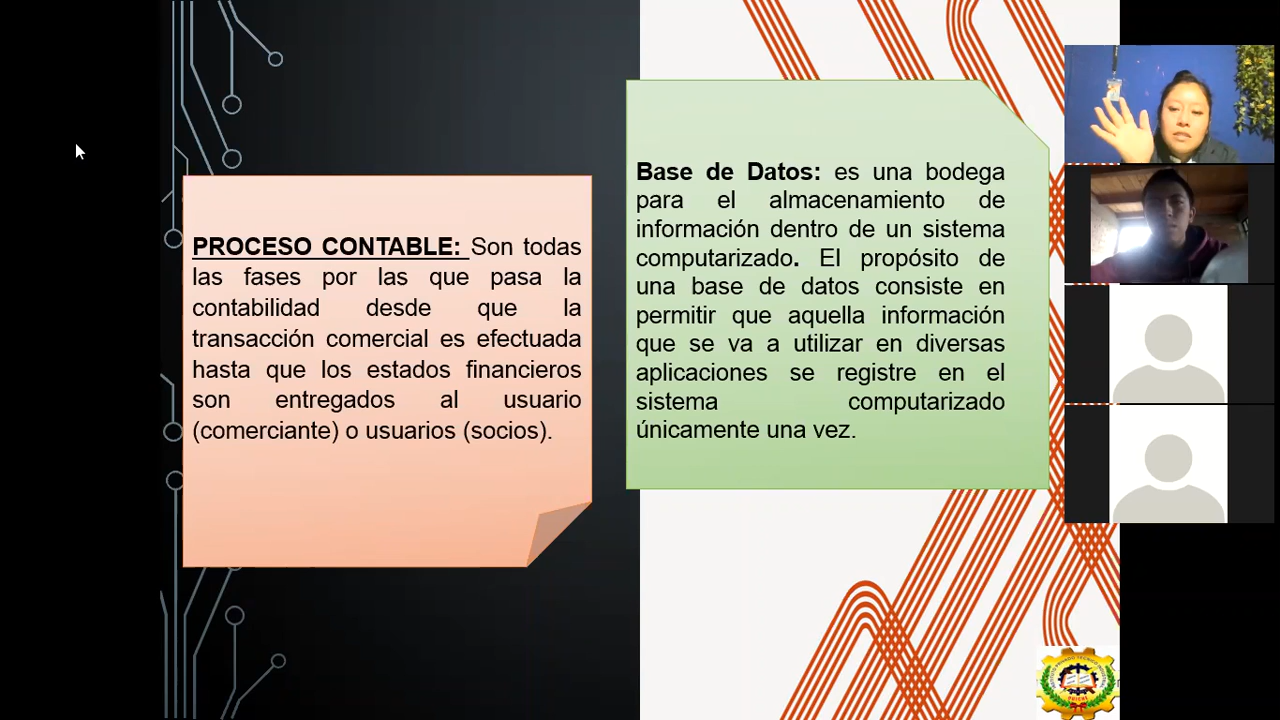 PROCESO CONTABLE: Son todas
las fases por las que pasa la
contabilidad desde que la
transacción comercial es efectuada
hasta que los estados financieros
son entregados al usuario
(comerciante) o usuarios (socios).
Base de Datos: es una bodega
para el almacenamiento de
información dentro de un sistema
computarizado. El propósito de
una base de datos consiste en
permitir que aquella información
que se va a utilizar en diversas
aplicaciones se registre en el
sistema computarizado
únicamente una vez.